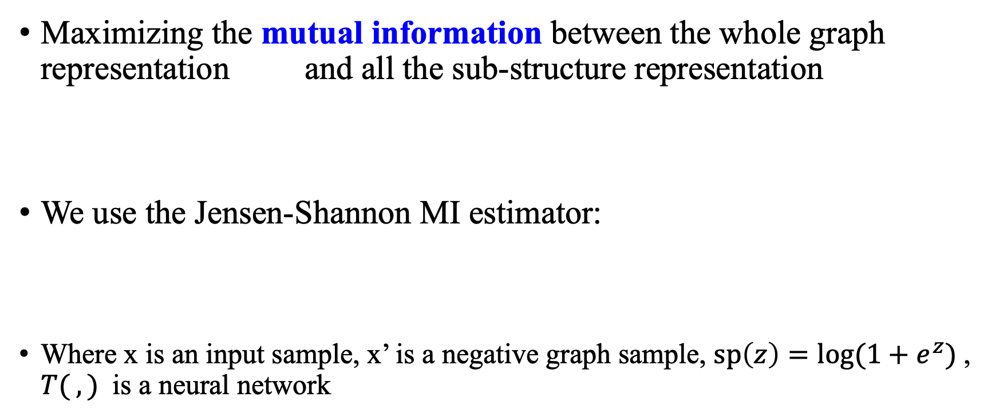 • Maximizing the mutual information between the whole graph
representation and all the sub-structure representation
• We use the Jensen-Shannon MI estimator:
• Where x is an input sample, x’ is a negative graph sample, sp(z) = log(1 + e^z) ,
T(,) is a neural network